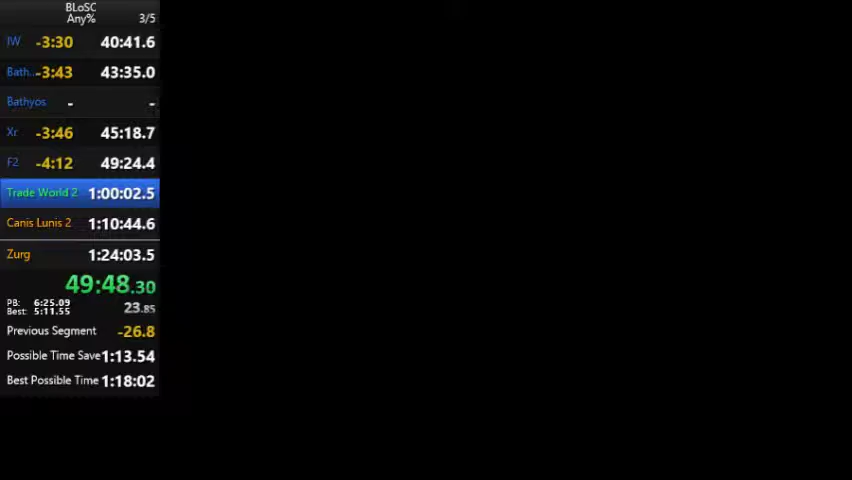 BLoSC
Any% 3/5
IW -3:30 40:41.6
Bath.. -3:43 43:35.0
Bathyos - -
Xr -3:46 45:18.7
F2 -4:12 49:24.4
Trade World 2 1:00:02.5
Canis Lunis 2 1:10:44.6
Zurg 1:24:03.5
49:48.30
PB: 6:25.09 23.85
Best: 5:11.55
Previous Segment -26.8
Possible Time Save 1:13.54
Best Possible Time 1:18:02